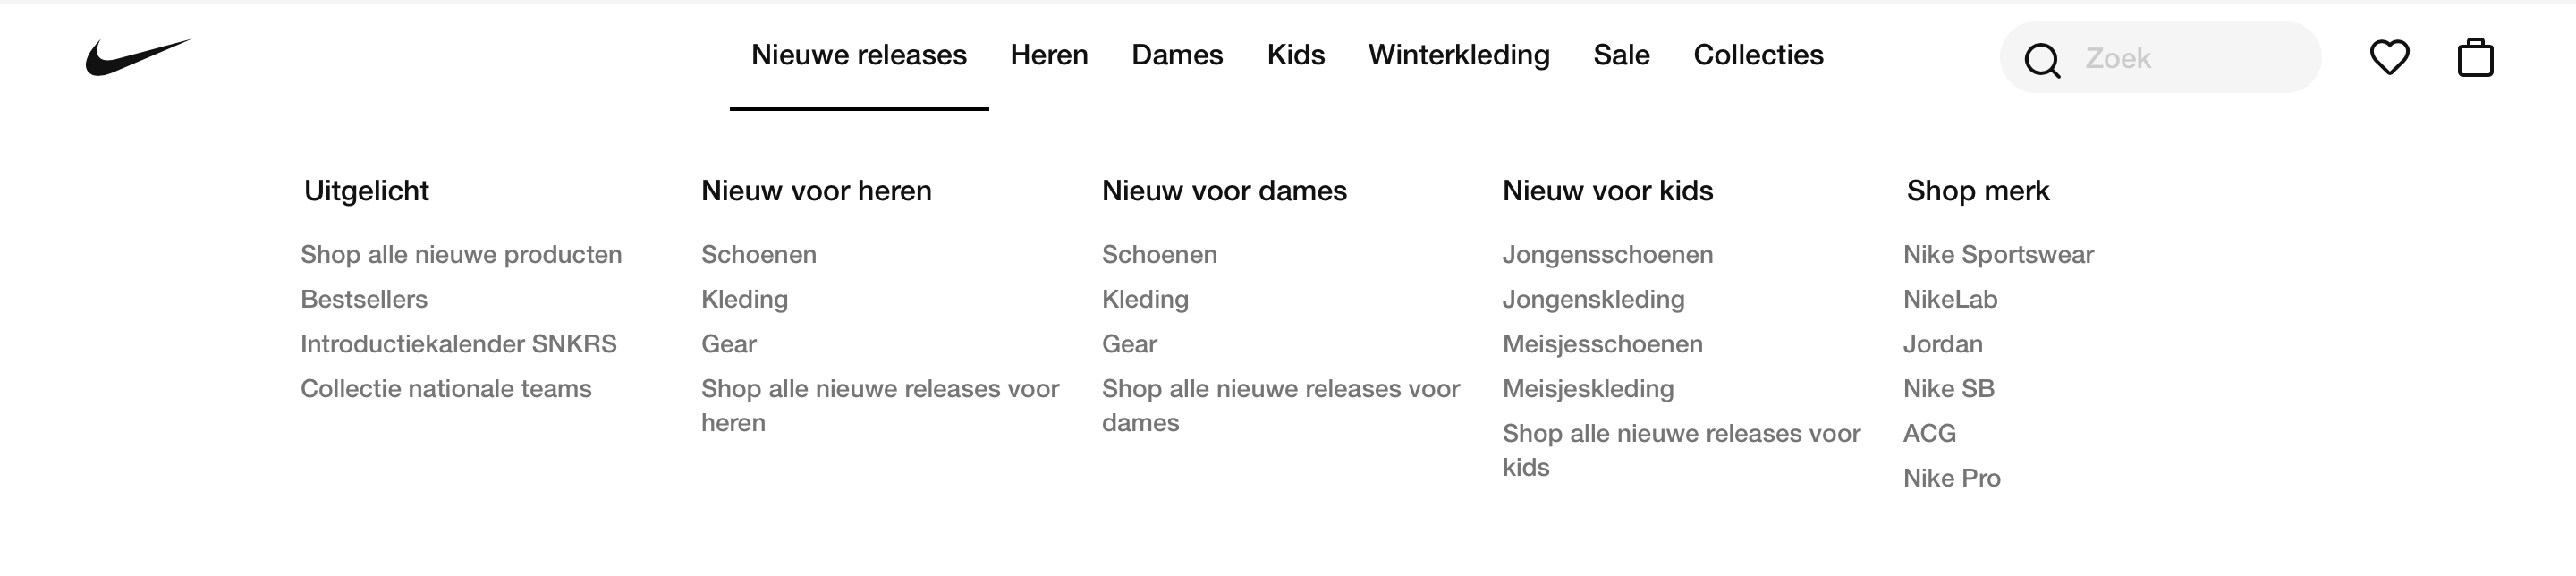 Nieuwe releases
Heren
Dames
Kids
Winterkleding
Sale
Collecties
Zoek
Uitgelicht
Shop alle nieuwe producten
Bestsellers
Introductiekalender SNKRS
Collectie nationale teams
Nieuw voor heren
Schoenen
Kleding
Gear
Shop alle nieuwe releases voor
heren
Nieuw voor dames
Schoenen
Kleding
Gear
Shop alle nieuwe releases voor
dames
Nieuw voor kids
Jongensschoenen
Jongenskleding
Meisjesschoenen
Meisjeskleding
Shop alle nieuwe releases voor
kids
Shop merk
Nike Sportswear
NikeLab
Jordan
Nike SB
ACG
Nike Pro